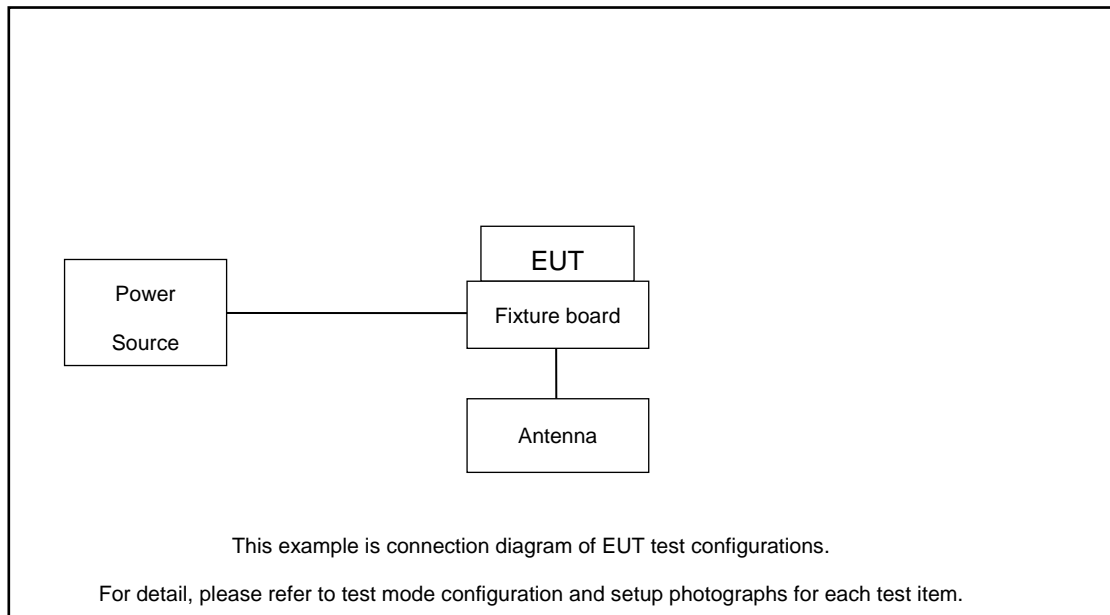 EUT
Power
Source
Fixture board
Antenna
This example is connection diagram of EUT test configurations.
For detail, please refer to test mode configuration and setup photographs for each test item.